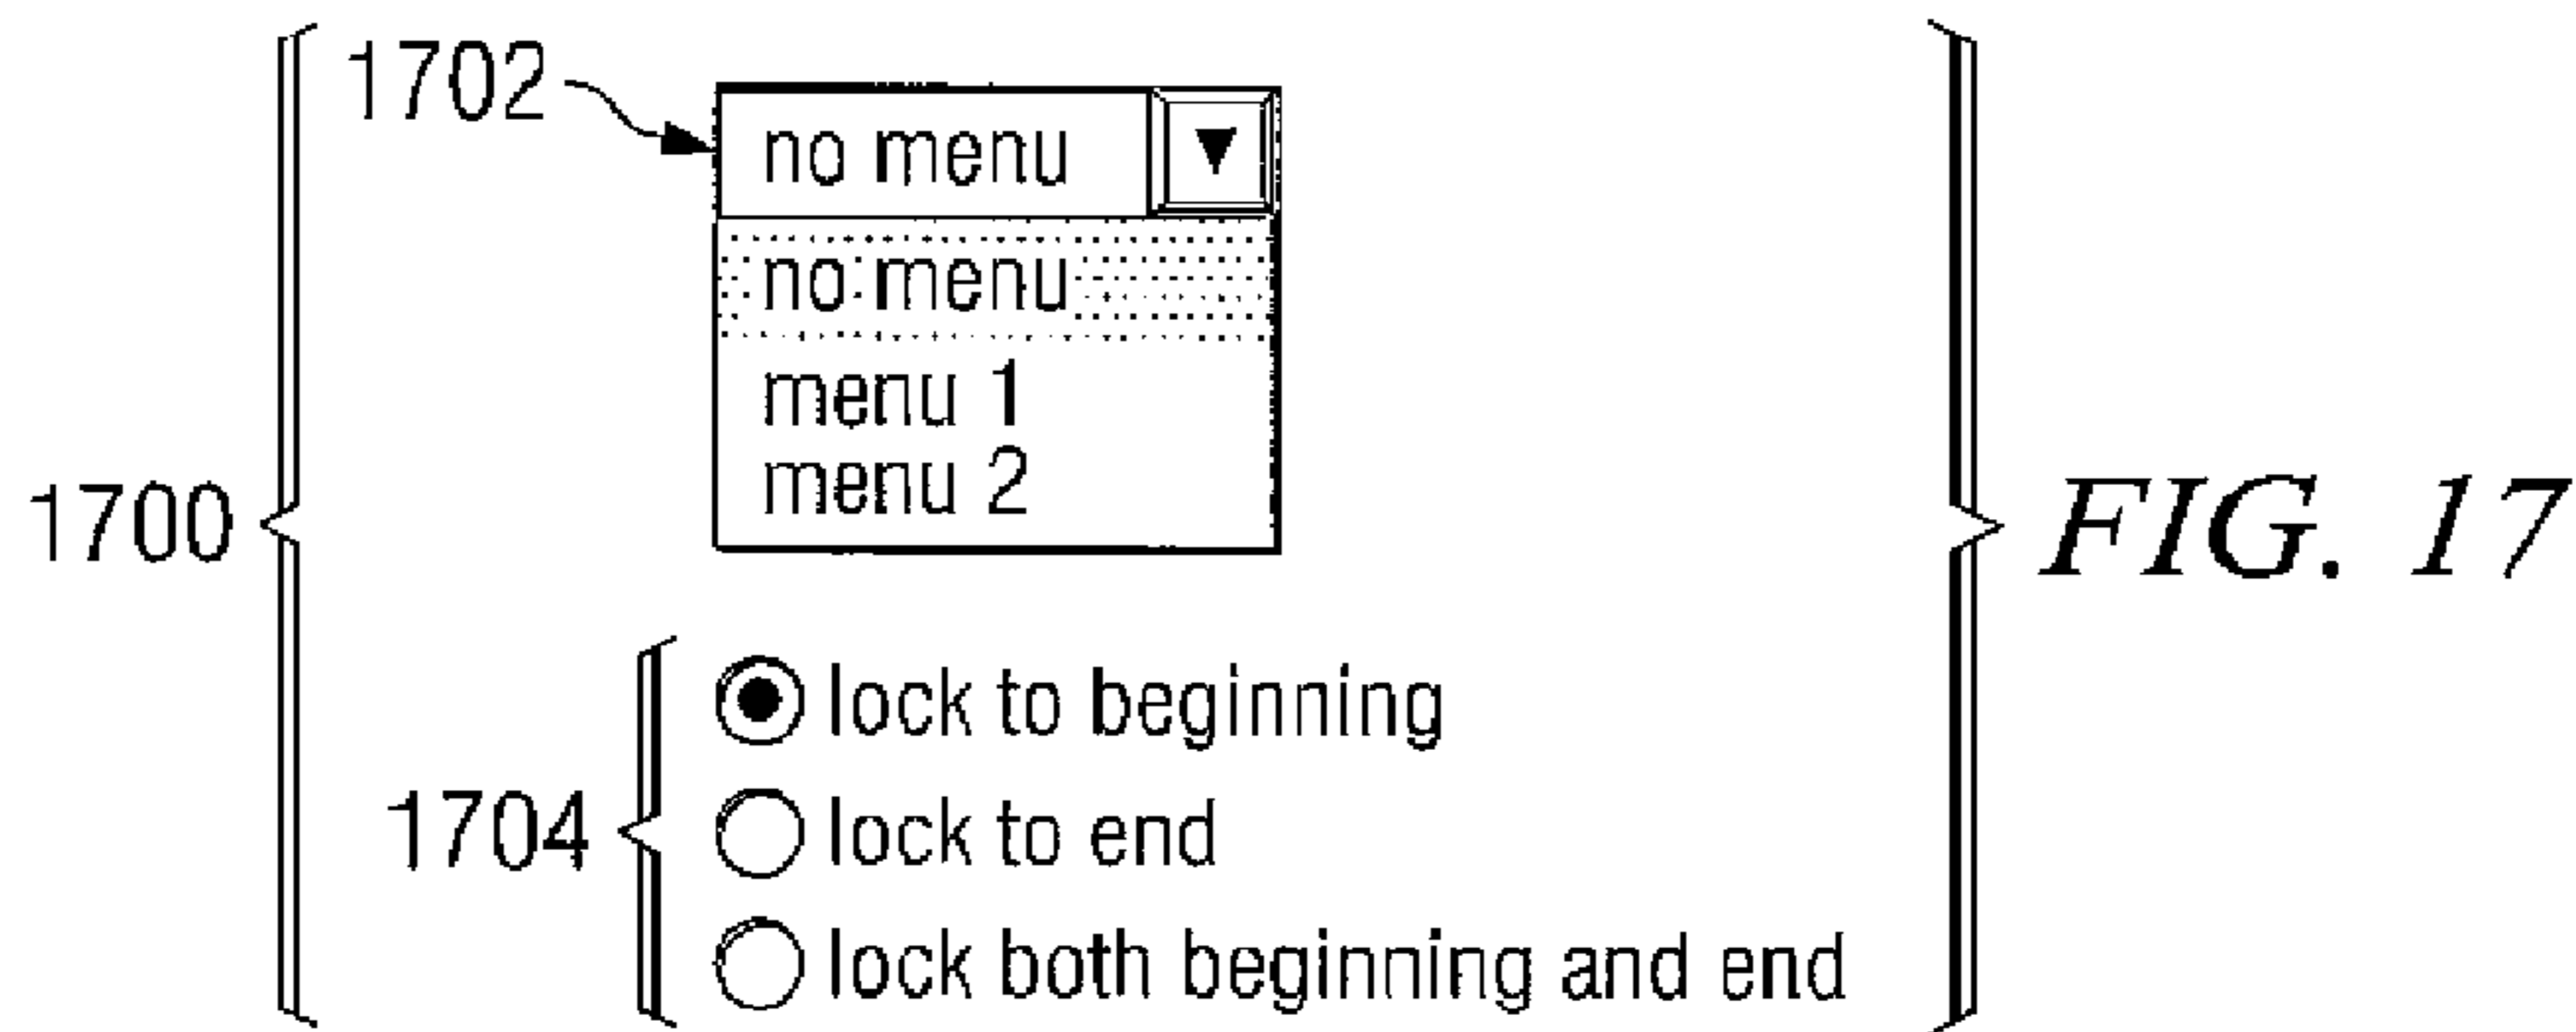 1702
no menu
no menu
menu 1
menu 2
1700
FIG. 17
lock to beginning
1704
lock to end
lock both beginning and end